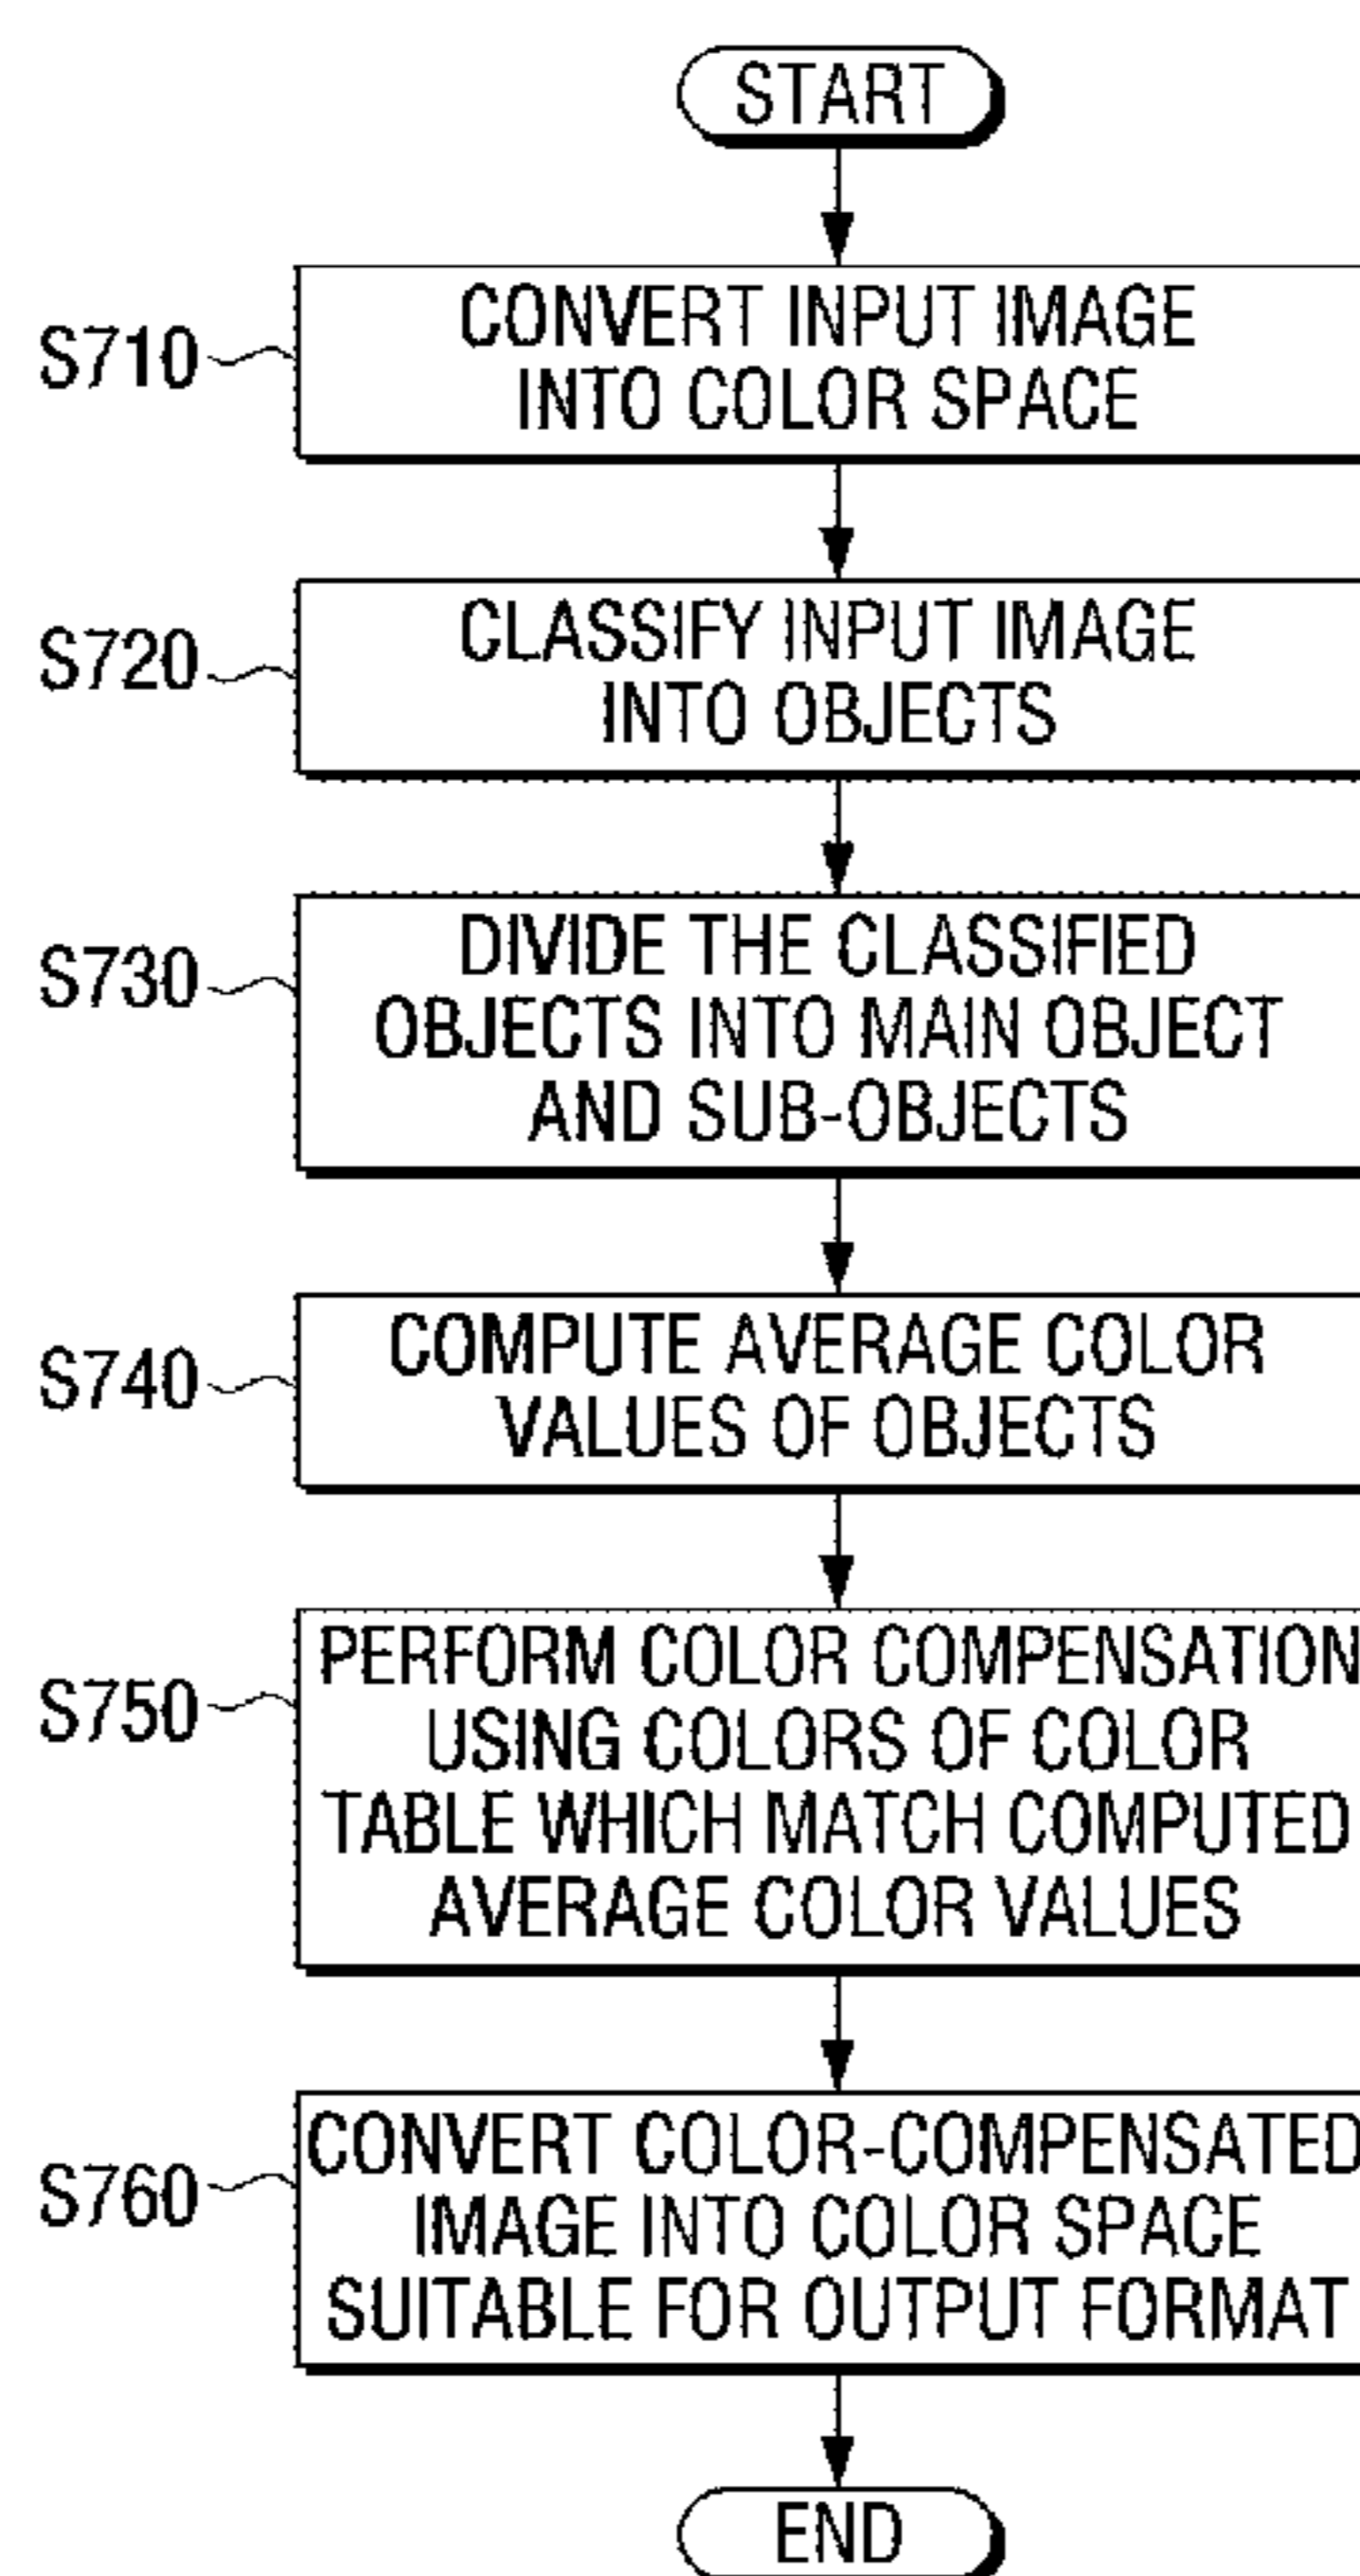 START
S710
CONVERT INPUT IMAGE
INTO COLOR SPACE
S720
CLASSIFY INPUT IMAGE
INTO OBJECTS
S730
DIVIDE THE CLASSIFIED
OBJECTS INTO MAIN OBJECT
AND SUB-OBJECTS
S740
COMPUTE AVERAGE COLOR
VALUES OF OBJECTS
S750
PERFORM COLOR COMPENSATION
USING COLORS OF COLOR
TABLE WHICH MATCH COMPUTED
AVERAGE COLOR VALUES
S760
CONVERT COLOR-COMPENSATED
IMAGE INTO COLOR SPACE
SUITABLE FOR OUTPUT FORMAT
END